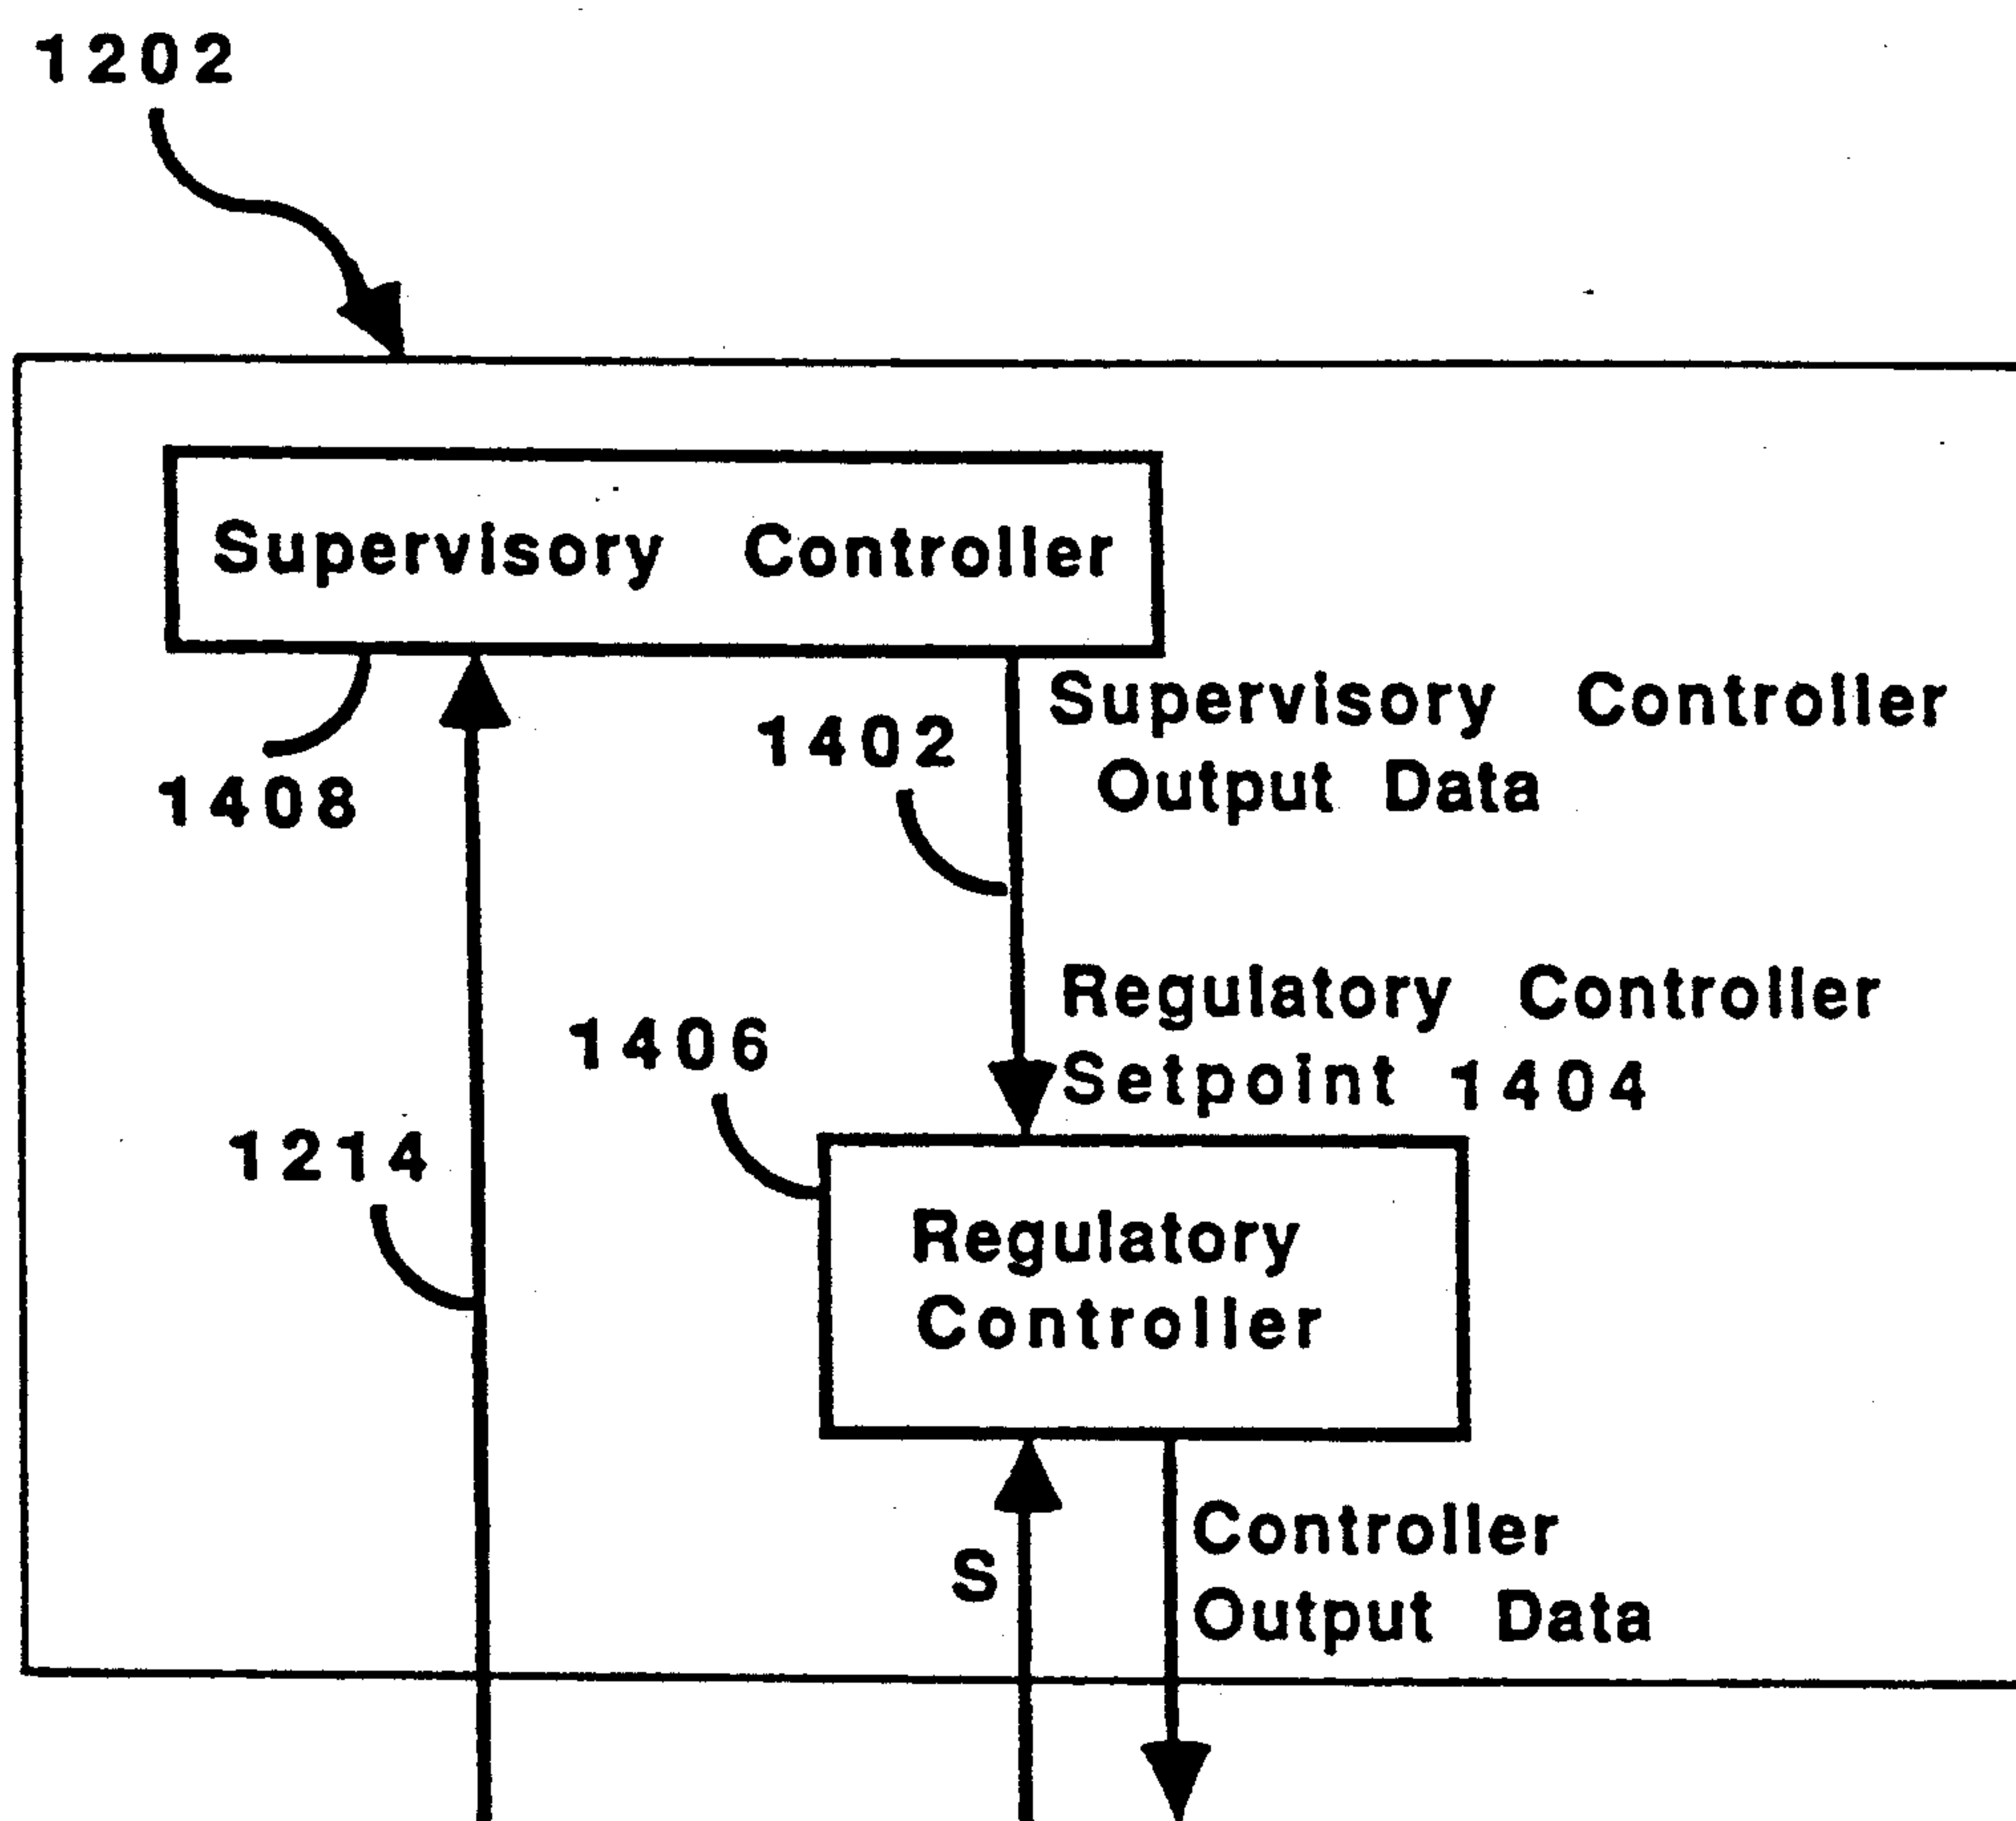 1202
Supervisory Controller
1408
1402
Supervisory Controller
Output Data
1406
Regulatory Controller
Setpoint 1404
1214
Regulatory
Controller
S
Controller
Output Data